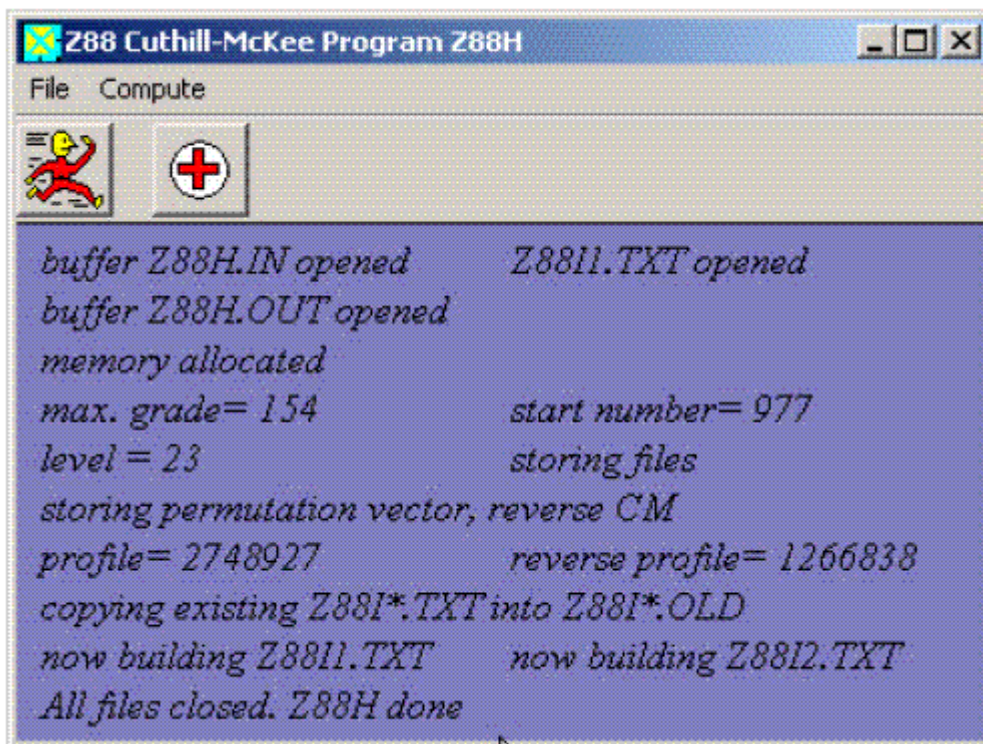 Z88 Cuthill-McKee Program Z88H
File Compute
buffer Z88H.IN opened Z88I1.TXT opened
buffer Z88H.OUT opened
memory allocated
max. grade= 154 start number= 977
level = 23 storing files
storing permutation vector, reverse CM
profile= 2748927 reverse profile= 1266838
copying existing Z88I*.TXT into Z88I*.OLD
now building Z88I1.TXT now building Z88I2.TXT
All files closed. Z88H done